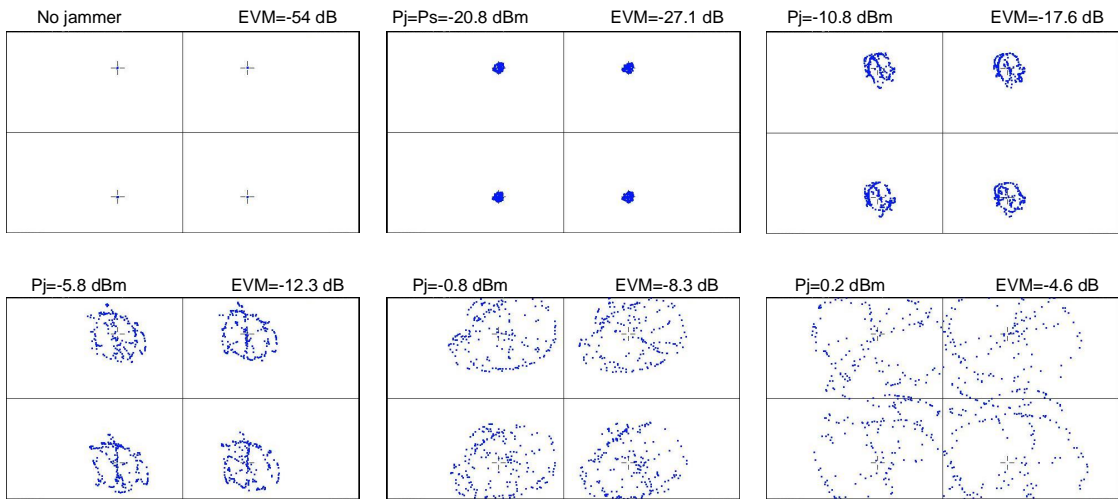 No jammer EVM=-54 dB
Pj=Ps=-20.8 dBm EVM=-27.1 dB
Pj=-10.8 dBm EVM=-17.6 dB
Pj=-5.8 dBm EVM=-12.3 dB
Pj=-0.8 dBm EVM=-8.3 dB
Pj=0.2 dBm EVM=-4.6 dB